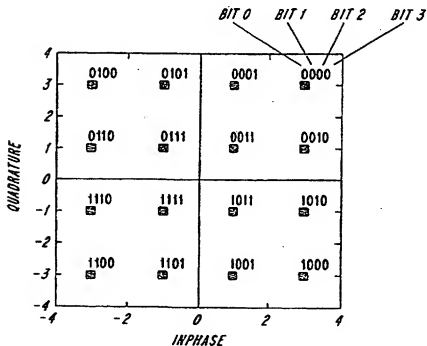 BIT 0 BIT 1 BIT 2 BIT 3
4
0100 0101 0001 0000
3
2
0110 0111 0011 0010
1
QUADRATURE
0
1110 1111 1011 1010
-1
-2
1100 1101 1001 1000
-3
-4
-4 -2 0 2 4
INPHASE